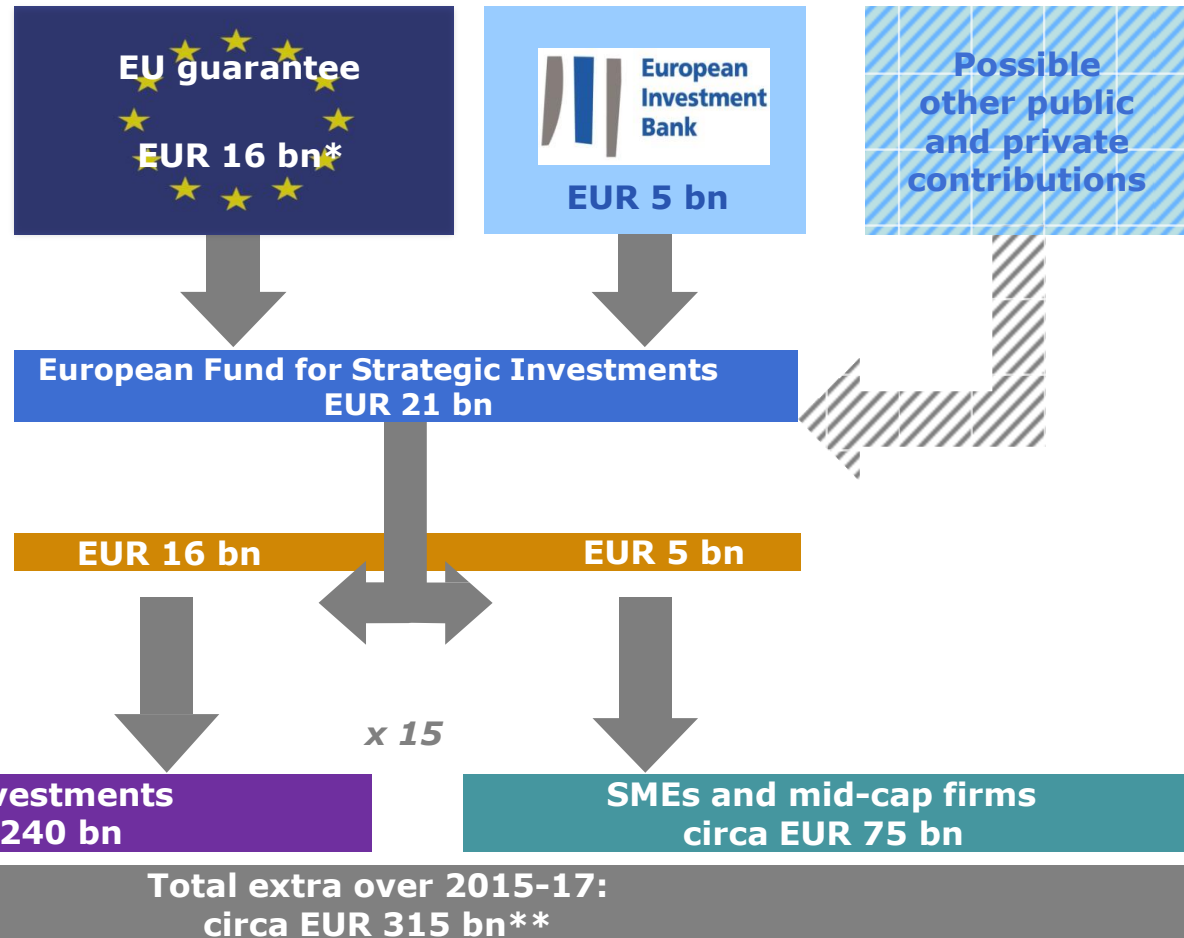 EU guarantee
EUR 16 bn*
European
Investment
Bank
EUR 5 bn
Possible
other public
and private
contributions
European Fund for Strategic Investments
EUR 21 bn
EUR 16 bn
EUR 5 bn
x 15
vestments
240 bn
SMEs and mid-cap firms
circa EUR 75 bn
Total extra over 2015-17:
circa EUR 315 bn**